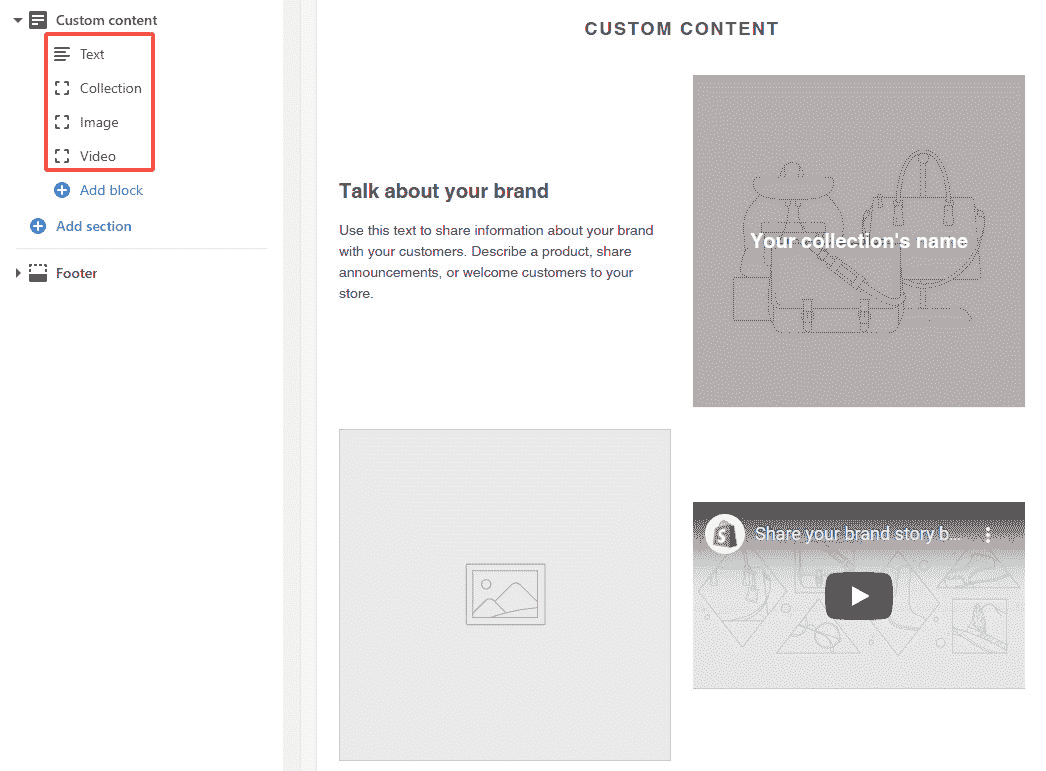 Custom content
Text
Collection
Image
Video
Add block
Add section
Footer
CUSTOM CONTENT
Talk about your brand
Use this text to share information about your brand
with your customers. Describe a product, share
announcements, or welcome customers to your
store.
Your collection's name
Share your brand story b...